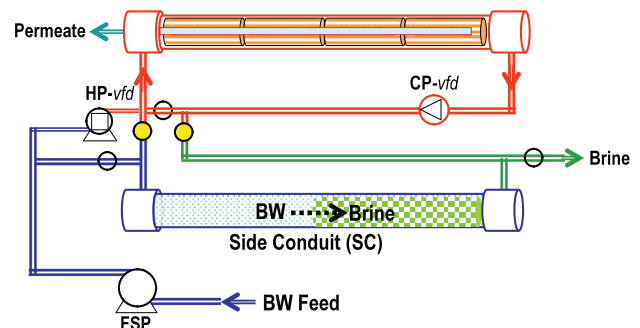 Permeate
HP-vfd
CP-vfd
Brine
BW Brine
Side Conduit (SC)
BW Feed
FSP